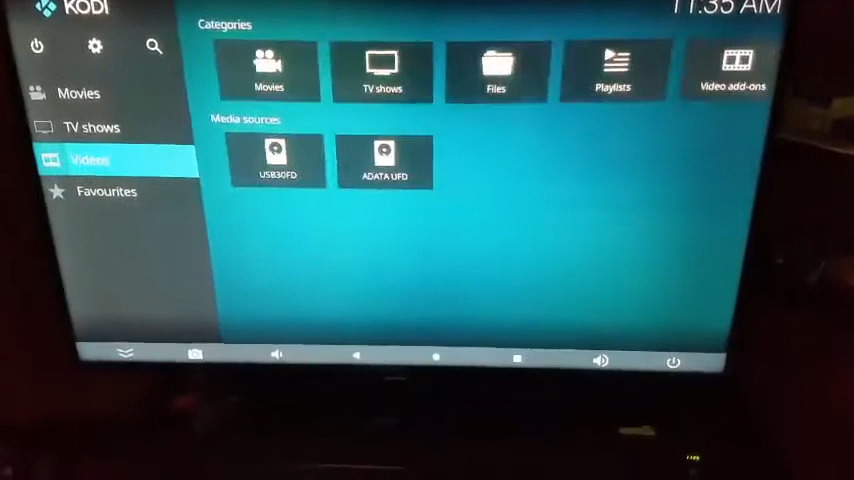 KODI
11:35 AM
Categories
Movies
TV shows
Files
Playlists
Video add-ons
Movies
TV shows
Videos
Favourites
Media sources
USB30FD
ADATA UFD